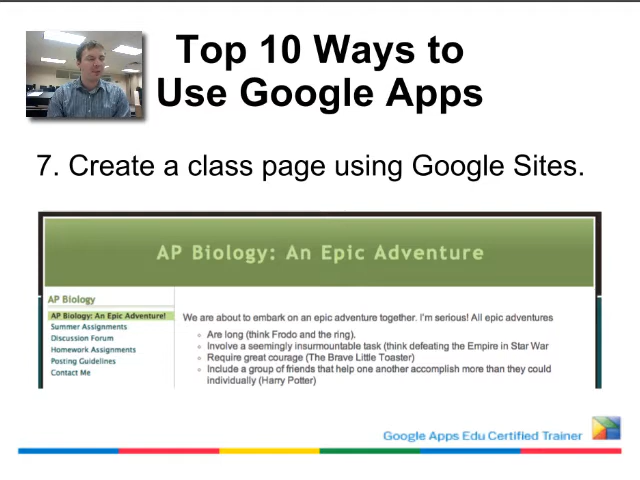 Top 10 Ways to
Use Google Apps
7. Create a class page using Google Sites.
AP Biology: An Epic Adventure
AP Biology
AP Biology: An Epic Adventure!
Summer Assignments
Discussion Forum
Homework Assignments
Posting Guidelines
Contact Me
We are about to embark on an epic adventure together. I'm serious! All epic adventures
Are long (think Frodo and the ring).
Involve a seemingly insurmountable task (think defeating the Empire in Star War
Require great courage (The Brave Little Toaster)
Include a group of friends that help one another accomplish more than they could
individually (Harry Potter)
Google Apps Edu Certified Trainer